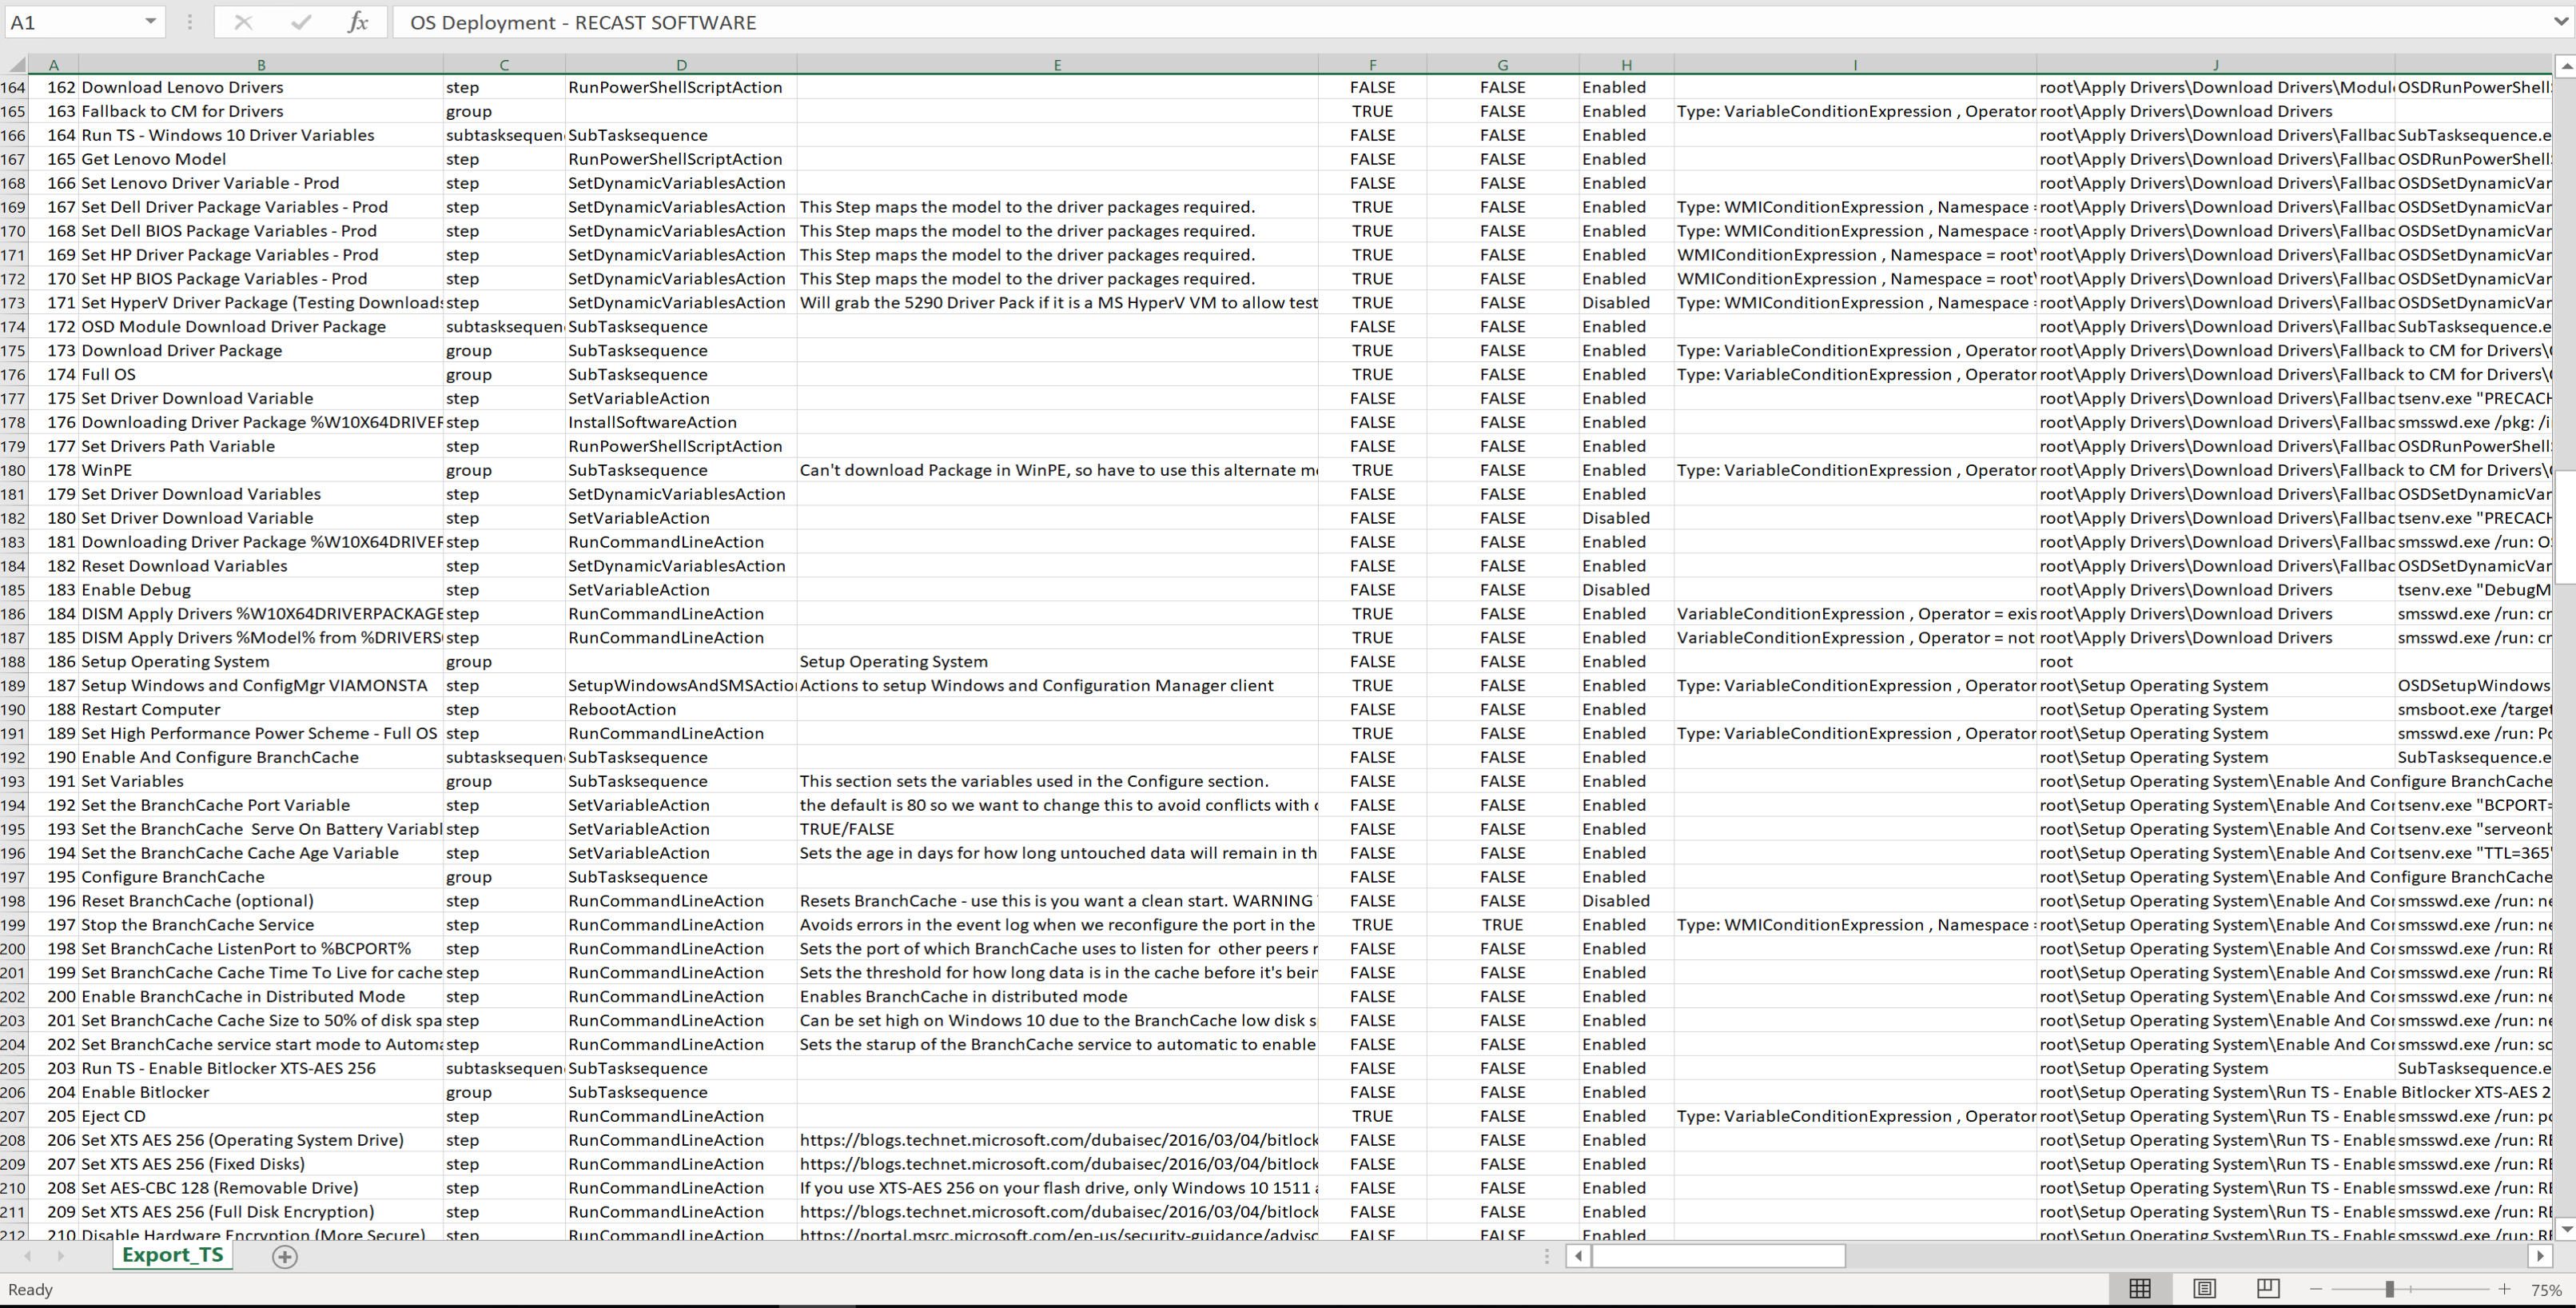 A1 fx OS Deployment - RECAST SOFTWARE
A B C D E F G H I J
164 162 Download Lenovo Drivers step RunPowerShellScriptAction FALSE FALSE Enabled root\Apply Drivers\Download Drivers\Modul OSDRunPowerShell
165 163 Fallback to CM for Drivers group TRUE FALSE Enabled Type: VariableConditionExpression , Operator root\Apply Drivers\Download Drivers
166 164 Run TS - Windows 10 Driver Variables subtasksequen SubTasksequence FALSE FALSE Enabled root\Apply Drivers\Download Drivers\Fallbac SubTasksequence.e
167 165 Get Lenovo Model step RunPowerShellScriptAction FALSE FALSE Enabled root\Apply Drivers\Download Drivers\Fallbac OSDRunPowerShell
168 166 Set Lenovo Driver Variable - Prod step SetDynamicVariablesAction FALSE FALSE Enabled root\Apply Drivers\Download Drivers\Fallbac OSDSetDynamicVar
169 167 Set Dell Driver Package Variables - Prod step SetDynamicVariablesAction This Step maps the model to the driver packages required. TRUE FALSE Enabled Type: WMIConditionExpression , Namespace = root\Apply Drivers\Download Drivers\Fallbac OSDSetDynamicVar
170 168 Set Dell BIOS Package Variables - Prod step SetDynamicVariablesAction This Step maps the model to the driver packages required. TRUE FALSE Enabled Type: WMIConditionExpression , Namespace = root\Apply Drivers\Download Drivers\Fallbac OSDSetDynamicVar
171 169 Set HP Driver Package Variables - Prod step SetDynamicVariablesAction This Step maps the model to the driver packages required. TRUE FALSE Enabled WMIConditionExpression , Namespace = root\ root\Apply Drivers\Download Drivers\Fallbac OSDSetDynamicVar
172 170 Set HP BIOS Package Variables - Prod step SetDynamicVariablesAction This Step maps the model to the driver packages required. TRUE FALSE Enabled WMIConditionExpression , Namespace = root\ root\Apply Drivers\Download Drivers\Fallbac OSDSetDynamicVar
173 171 Set HyperV Driver Package (Testing Downloads step SetDynamicVariablesAction Will grab the 5290 Driver Pack if it is a MS HyperV VM to allow test TRUE FALSE Disabled Type: WMIConditionExpression , Namespace = root\Apply Drivers\Download Drivers\Fallbac OSDSetDynamicVar
174 172 OSD Module Download Driver Package subtasksequen SubTasksequence FALSE FALSE Enabled root\Apply Drivers\Download Drivers\Fallbac SubTasksequence.e
175 173 Download Driver Package group SubTasksequence TRUE FALSE Enabled Type: VariableConditionExpression , Operator root\Apply Drivers\Download Drivers\Fallback to CM for Drivers\
176 174 Full OS group SubTasksequence TRUE FALSE Enabled Type: VariableConditionExpression , Operator root\Apply Drivers\Download Drivers\Fallback to CM for Drivers\
177 175 Set Driver Download Variable step SetVariableAction FALSE FALSE Enabled root\Apply Drivers\Download Drivers\Fallbac tsenv.exe "PRECACH
178 176 Downloading Driver Package %W10X64DRIVER step InstallSoftwareAction FALSE FALSE Enabled root\Apply Drivers\Download Drivers\Fallbac smsswd.exe /pkg: /i
179 177 Set Drivers Path Variable step RunPowerShellScriptAction FALSE FALSE Enabled root\Apply Drivers\Download Drivers\Fallbac OSDRunPowerShell
180 178 WinPE group SubTasksequence Can't download Package in WinPE, so have to use this alternate m TRUE FALSE Enabled Type: VariableConditionExpression , Operator root\Apply Drivers\Download Drivers\Fallback to CM for Drivers\
181 179 Set Driver Download Variables step SetDynamicVariablesAction FALSE FALSE Enabled root\Apply Drivers\Download Drivers\Fallbac OSDSetDynamicVar
182 180 Set Driver Download Variable step SetVariableAction FALSE FALSE Disabled root\Apply Drivers\Download Drivers\Fallbac tsenv.exe "PRECACH
183 181 Downloading Driver Package %W10X64DRIVER step RunCommandLineAction FALSE FALSE Enabled root\Apply Drivers\Download Drivers\Fallbac smsswd.exe /run: O
184 182 Reset Download Variables step SetDynamicVariablesAction FALSE FALSE Enabled root\Apply Drivers\Download Drivers\Fallbac OSDSetDynamicVar
185 183 Enable Debug step SetVariableAction FALSE FALSE Disabled root\Apply Drivers\Download Drivers tsenv.exe "DebugM
186 184 DISM Apply Drivers %W10X64DRIVERPACKAGE step RunCommandLineAction TRUE FALSE Enabled VariableConditionExpression , Operator = exis root\Apply Drivers\Download Drivers smsswd.exe /run: cr
187 185 DISM Apply Drivers %Model% from %DRIVERS step RunCommandLineAction TRUE FALSE Enabled VariableConditionExpression , Operator = not root\Apply Drivers\Download Drivers smsswd.exe /run: cr
188 186 Setup Operating System group Setup Operating System FALSE FALSE Enabled root
189 187 Setup Windows and ConfigMgr VIAMONSTA step SetupWindowsAndSMSActio Actions to setup Windows and Configuration Manager client TRUE FALSE Enabled Type: VariableConditionExpression , Operator root\Setup Operating System OSDSetupWindows
190 188 Restart Computer step RebootAction FALSE FALSE Enabled root\Setup Operating System smsboot.exe /target
191 189 Set High Performance Power Scheme - Full OS step RunCommandLineAction TRUE FALSE Enabled Type: VariableConditionExpression , Operator root\Setup Operating System smsswd.exe /run: Po
192 190 Enable And Configure BranchCache subtasksequen SubTasksequence FALSE FALSE Enabled root\Setup Operating System SubTasksequence.e
193 191 Set Variables group SubTasksequence This section sets the variables used in the Configure section. FALSE FALSE Enabled root\Setup Operating System\Enable And Configure BranchCache
194 192 Set the BranchCache Port Variable step SetVariableAction the default is 80 so we want to change this to avoid conflicts with FALSE FALSE Enabled root\Setup Operating System\Enable And Cor tsenv.exe "BCPORT=
195 193 Set the BranchCache  Serve On Battery Variabl step SetVariableAction TRUE/FALSE FALSE FALSE Enabled root\Setup Operating System\Enable And Cor tsenv.exe "serveonb
196 194 Set the BranchCache Cache Age Variable step SetVariableAction Sets the age in days for how long untouched data will remain in th FALSE FALSE Enabled root\Setup Operating System\Enable And Cor tsenv.exe "TTL=365"
197 195 Configure BranchCache group SubTasksequence FALSE FALSE Enabled root\Setup Operating System\Enable And Configure BranchCache
198 196 Reset BranchCache (optional) step RunCommandLineAction Resets BranchCache - use this is you want a clean start. WARNING FALSE FALSE Disabled root\Setup Operating System\Enable And Cor smsswd.exe /run: ne
199 197 Stop the BranchCache Service step RunCommandLineAction Avoids errors in the event log when we reconfigure the port in the TRUE TRUE Enabled Type: WMIConditionExpression , Namespace = root\Setup Operating System\Enable And Cor smsswd.exe /run: ne
200 198 Set BranchCache ListenPort to %BCPORT% step RunCommandLineAction Sets the port of which BranchCache uses to listen for  other peers r FALSE FALSE Enabled root\Setup Operating System\Enable And Cor smsswd.exe /run: RE
201 199 Set BranchCache Cache Time To Live for cache step RunCommandLineAction Sets the threshold for how long data is in the cache before it's bein FALSE FALSE Enabled root\Setup Operating System\Enable And Cor smsswd.exe /run: RE
202 200 Enable BranchCache in Distributed Mode step RunCommandLineAction Enables BranchCache in distributed mode FALSE FALSE Enabled root\Setup Operating System\Enable And Cor smsswd.exe /run: ne
203 201 Set BranchCache Cache Size to 50% of disk spa step RunCommandLineAction Can be set high on Windows 10 due to the BranchCache low disk s FALSE FALSE Enabled root\Setup Operating System\Enable And Cor smsswd.exe /run: ne
204 202 Set BranchCache service start mode to Autom step RunCommandLineAction Sets the starup of the BranchCache service to automatic to enable FALSE FALSE Enabled root\Setup Operating System\Enable And Cor smsswd.exe /run: sc
205 203 Run TS - Enable Bitlocker XTS-AES 256 subtasksequen SubTasksequence FALSE FALSE Enabled root\Setup Operating System SubTasksequence.e
206 204 Enable Bitlocker group SubTasksequence FALSE FALSE Enabled root\Setup Operating System\Run TS - Enable Bitlocker XTS-AES 2
207 205 Eject CD step RunCommandLineAction TRUE FALSE Enabled Type: VariableConditionExpression , Operator root\Setup Operating System\Run TS - Enable smsswd.exe /run: po
208 206 Set XTS AES 256 (Operating System Drive) step RunCommandLineAction https://blogs.technet.microsoft.com/dubaisec/2016/03/04/bitlock FALSE FALSE Enabled root\Setup Operating System\Run TS - Enable smsswd.exe /run: RE
209 207 Set XTS AES 256 (Fixed Disks) step RunCommandLineAction https://blogs.technet.microsoft.com/dubaisec/2016/03/04/bitlock FALSE FALSE Enabled root\Setup Operating System\Run TS - Enable smsswd.exe /run: RE
210 208 Set AES-CBC 128 (Removable Drive) step RunCommandLineAction If you use XTS-AES 256 on your flash drive, only Windows 10 1511 a FALSE FALSE Enabled root\Setup Operating System\Run TS - Enable smsswd.exe /run: RE
211 209 Set XTS AES 256 (Full Disk Encryption) step RunCommandLineAction https://blogs.technet.microsoft.com/dubaisec/2016/03/04/bitlock FALSE FALSE Enabled root\Setup Operating System\Run TS - Enable smsswd.exe /run: RE
212 210 Disable Hardware Encryption (More Secure) step RunCommandLineAction https://portal.msrc.microsoft.com/en-us/security-guidance/adviso FALSE FALSE Enabled root\Setup Operating System\Run TS - Enable smsswd.exe /run: RE
Export_TS
Ready 75%